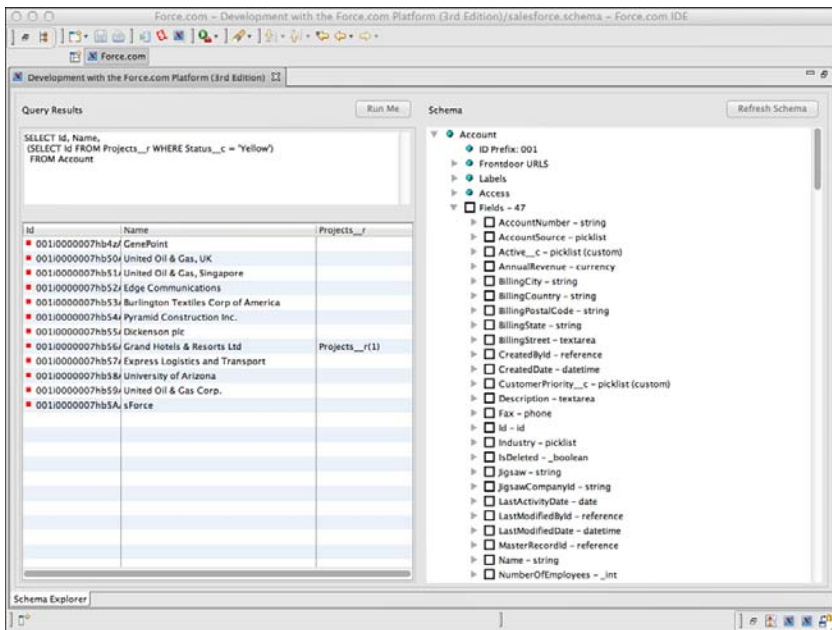 Force.com – Development with the Force.com Platform (3rd Edition)/salesforce.schema – Force.com IDE
Force.com
Development with the Force.com Platform (3rd Edition)
Query Results
Run Me
SELECT Id, Name,
(SELECT Id FROM Projects__r WHERE Status__c = 'Yellow')
FROM Account
Id Name Projects__r
001i0000007hb4z GenePoint
001i0000007hb50 United Oil & Gas, UK
001i0000007hb51 United Oil & Gas, Singapore
001i0000007hb52 Edge Communications
001i0000007hb53 Burlington Textiles Corp of America
001i0000007hb54 Pyramid Construction Inc.
001i0000007hb55 Dickenson plc
001i0000007hb56 Grand Hotels & Resorts Ltd Projects__r(1)
001i0000007hb57 Express Logistics and Transport
001i0000007hb58 University of Arizona
001i0000007hb59 United Oil & Gas Corp.
001i0000007hb5A sForce
Schema
Refresh Schema
Account
ID Prefix: 001
Frontdoor URLS
Labels
Access
Fields – 47
AccountNumber – string
AccountSource – picklist
Active__c – picklist (custom)
AnnualRevenue – currency
BillingCity – string
BillingCountry – string
BillingPostalCode – string
BillingState – string
BillingStreet – textarea
CreatedById – reference
CreatedDate – datetime
CustomerPriority__c – picklist (custom)
Description – textarea
Fax – phone
Id – id
Industry – picklist
IsDeleted – _boolean
Jigsaw – string
JigsawCompanyId – string
LastActivityDate – date
LastModifiedById – reference
LastModifiedDate – datetime
MasterRecordId – reference
Name – string
NumberOfEmployees – _int
Schema Explorer